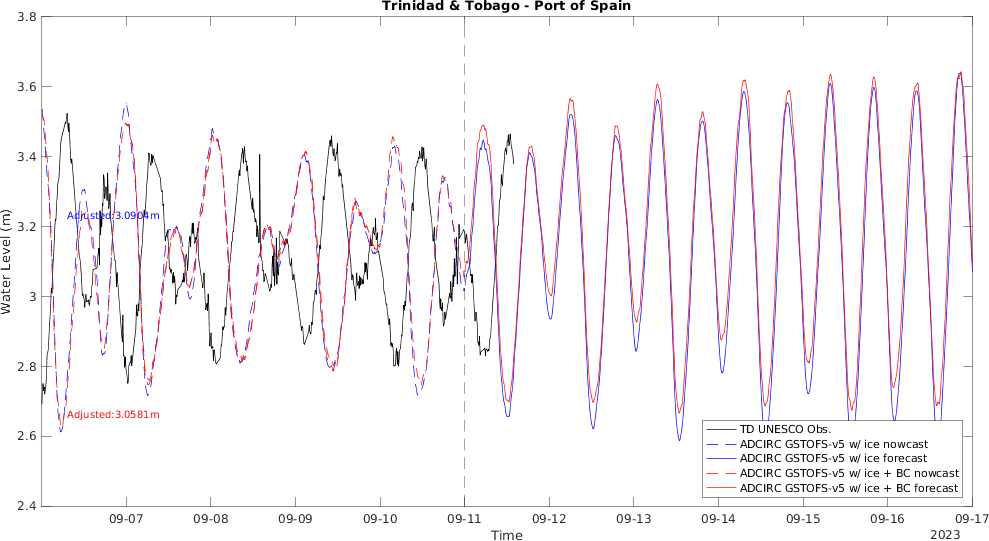 Trinidad & Tobago - Port of Spain
3.8
3.6
3.4
3.2
3
2.8
2.6
2.4
Water Level (m)
Adjusted:3.0904m
Adjusted:3.0581m
TD UNESCO Obs.
ADCIRC GSTOFS-v5 w/ ice nowcast
ADCIRC GSTOFS-v5 w/ ice forecast
ADCIRC GSTOFS-v5 w/ ice + BC nowcast
ADCIRC GSTOFS-v5 w/ ice + BC forecast
09-07 09-08 09-09 09-10 09-11 09-12 09-13 09-14 09-15 09-16 09-17
Time
2023